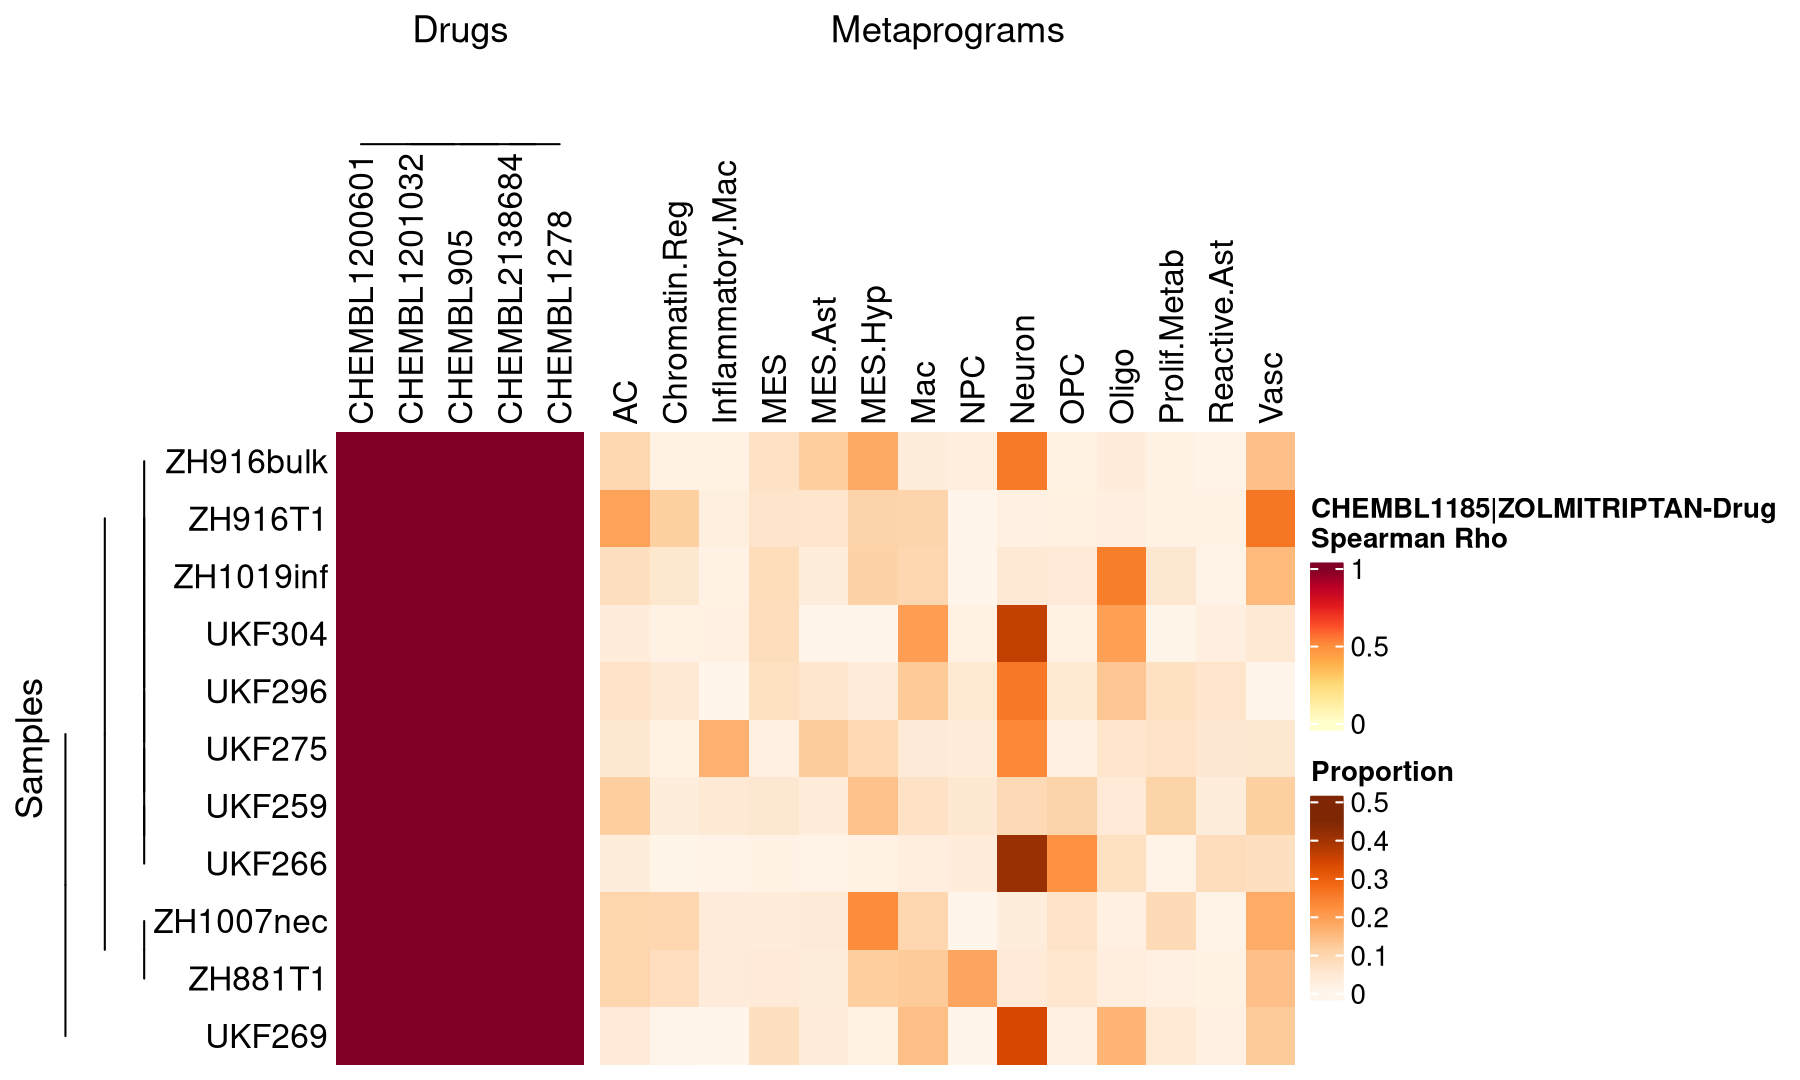 Drugs
Metaprograms
CHEMBL1200601
CHEMBL1201032
CHEMBL905
CHEMBL2138684
CHEMBL1278
AC
Chromatin.Reg
Inflammatory.Mac
MES
MES.Ast
MES.Hyp
Mac
NPC
Neuron
OPC
Oligo
Prolif.Metab
Reactive.Ast
Vasc
Samples
ZH916bulk
ZH916T1
ZH1019inf
UKF304
UKF296
UKF275
UKF259
UKF266
ZH1007nec
ZH881T1
UKF269
CHEMBL1185|ZOLMITRIPTAN-Drug
Spearman Rho
1
0.5
0
Proportion
0.5
0.4
0.3
0.2
0.1
0